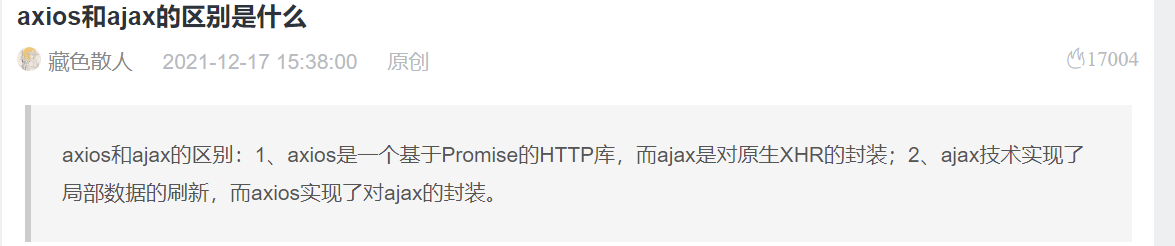 axios和ajax的区别是什么
藏色散人 2021-12-17 15:38:00 原创 17004
axios和ajax的区别：1、axios是一个基于Promise的HTTP库，而ajax是对原生XHR的封装；2、ajax技术实现了
局部数据的刷新，而axios实现了对ajax的封装。